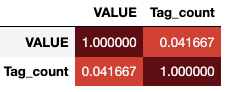 VALUE Tag_count
VALUE 1.000000 0.041667
Tag_count 0.041667 1.000000